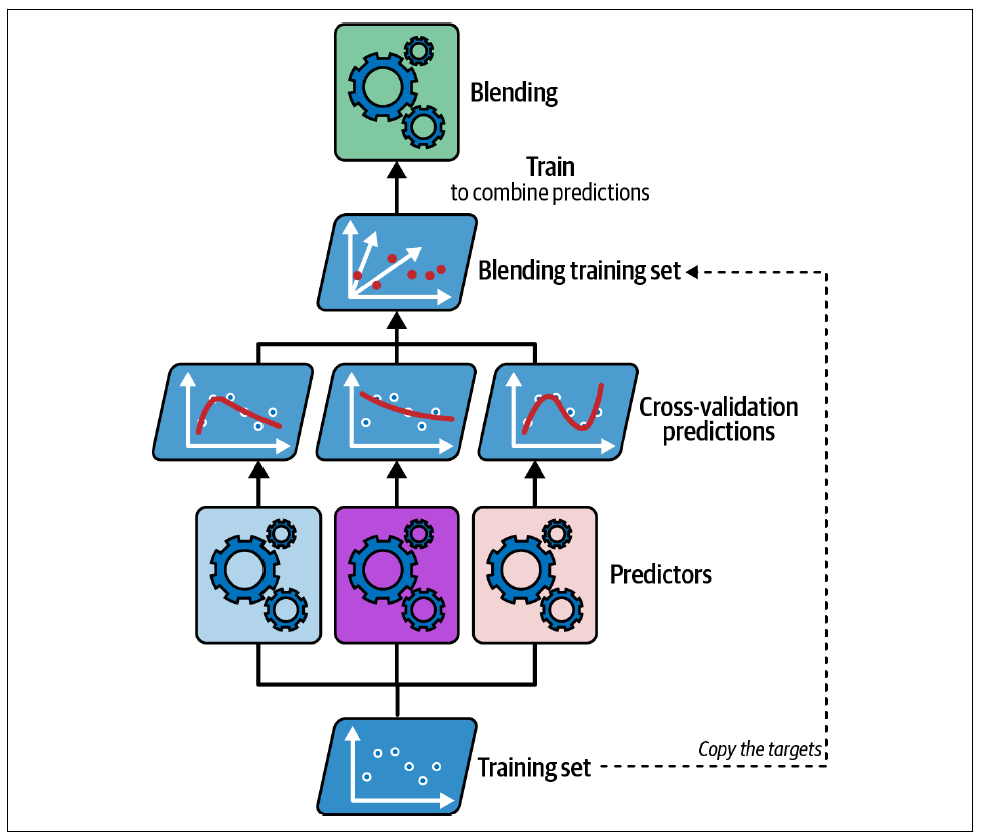 Blending
Train
to combine predictions
Blending training set
Cross-validation
predictions
Predictors
Copy the targets
Training set